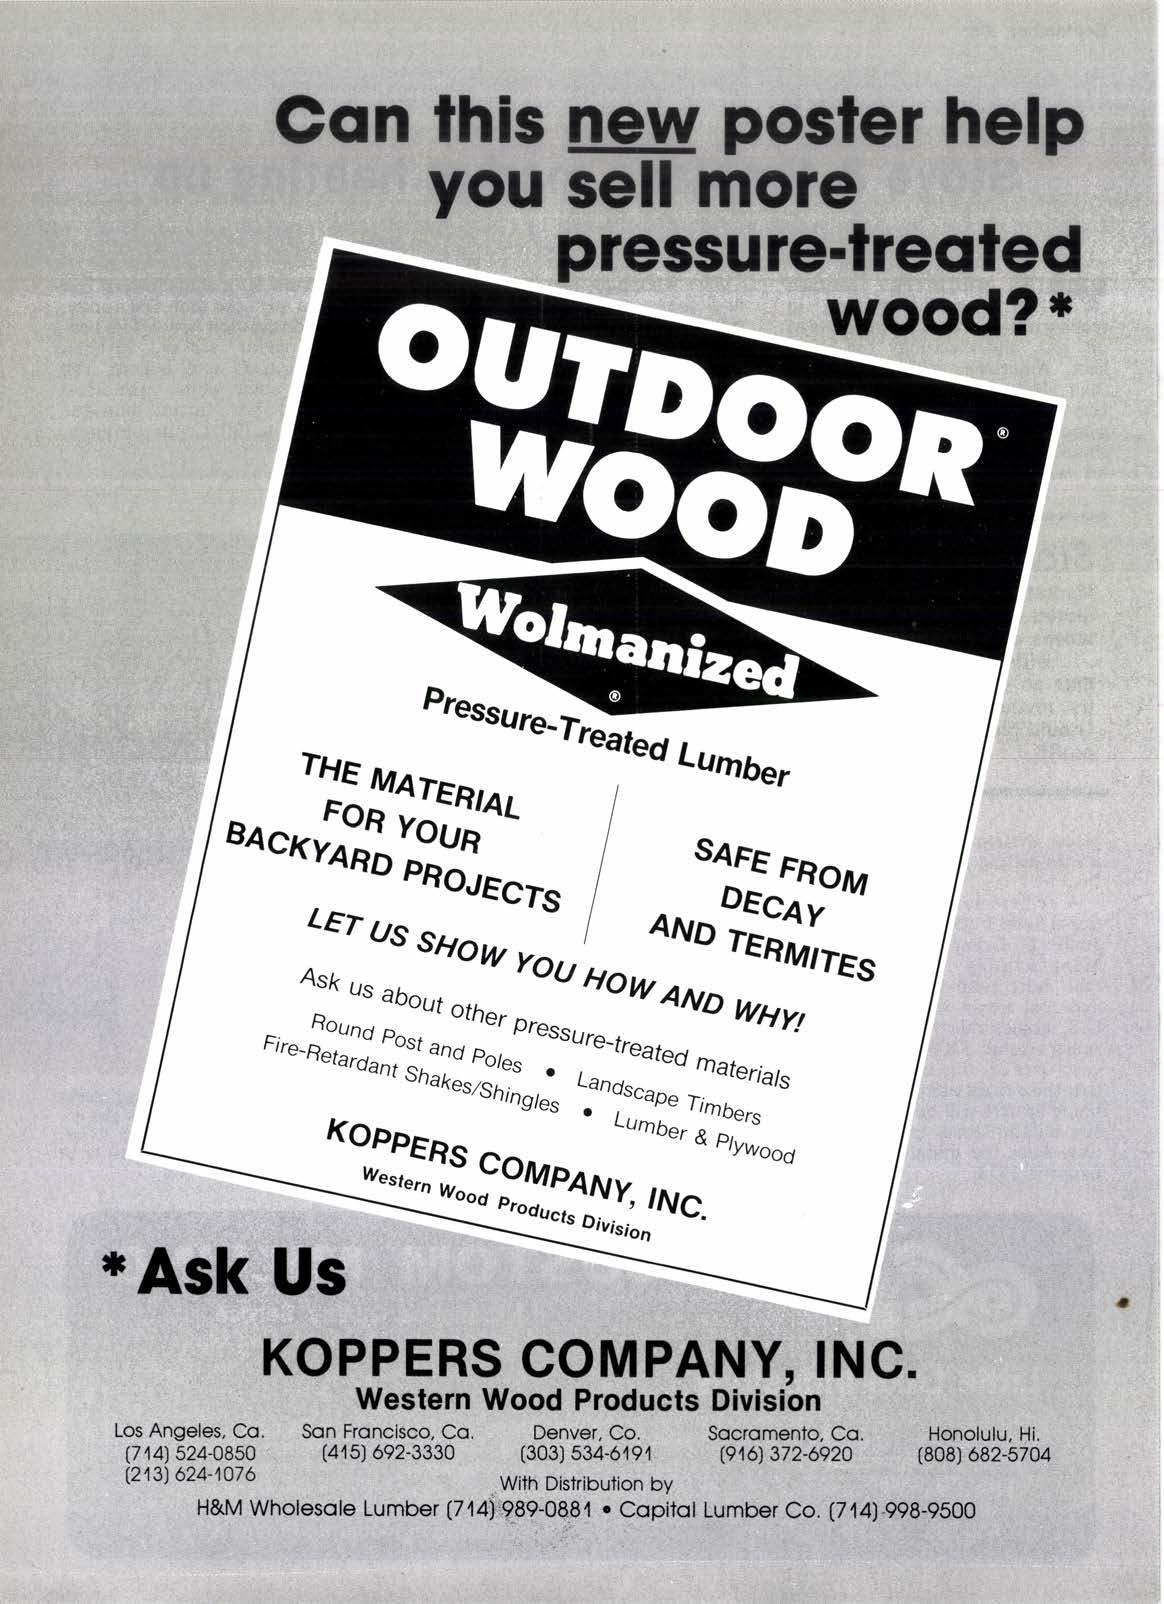 Can this new poster help
you sell more
pressure-treated
wood?*
OUTDOOR®
WOOD
Wolmanized
®
Pressure-Treated Lumber
THE MATERIAL
FOR YOUR
BACKYARD PROJECTS
SAFE FROM
DECAY
AND TERMITES
LET US SHOW YOU HOW AND WHY!
Ask us about other pressure-treated materials
Round Post and Poles • Landscape Timbers
Fire-Retardant Shakes/Shingles • Lumber & Plywood
KOPPERS COMPANY, INC.
Western Wood Products Division
*Ask Us
KOPPERS COMPANY, INC.
Western Wood Products Division
Los Angeles, Ca.
(714) 524-0850
(213) 624-1076
San Francisco, Ca.
(415) 692-3330
Denver, Co.
(303) 534-6191
Sacramento, Ca.
(916) 372-6920
Honolulu, Hi.
(808) 682-5704
With Distribution by
H&M Wholesale Lumber (714) 989-0881 • Capital Lumber Co. (714) 998-9500